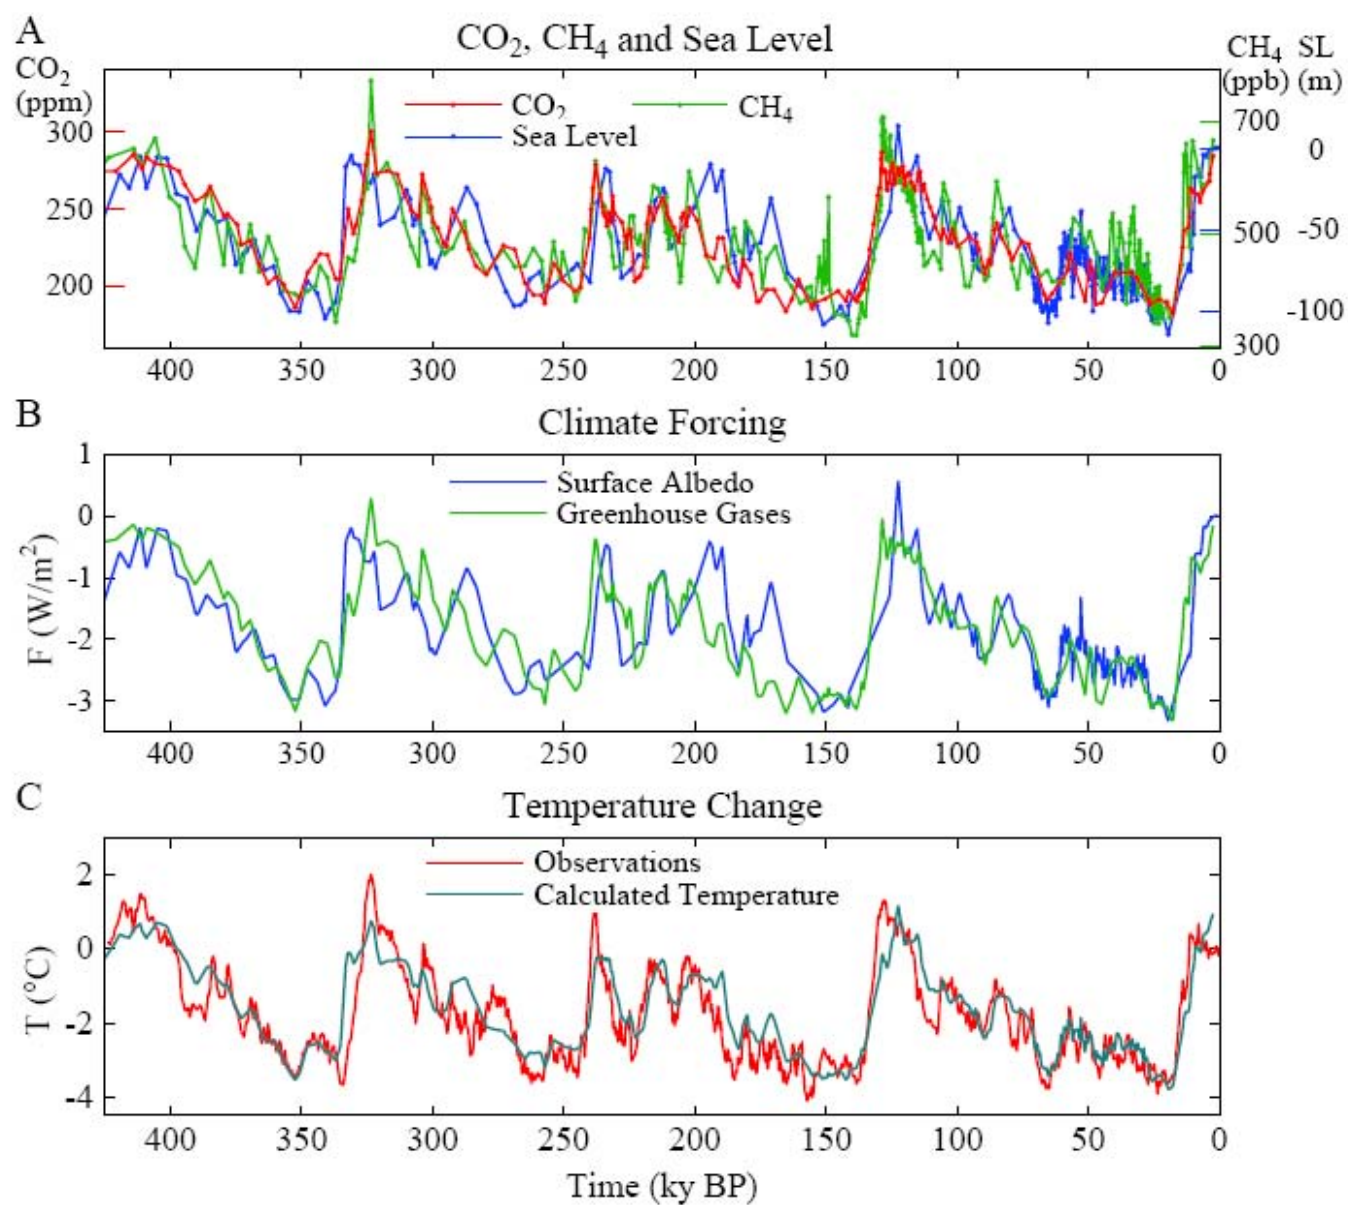 A
CO₂, CH₄ and Sea Level
CO₂
(ppm)
CH₄ SL
(ppb) (m)
CO₂
CH₄
Sea Level
300
250
200
700
500
300
0
-50
-100
400 350 300 250 200 150 100 50 0
B
Climate Forcing
Surface Albedo
Greenhouse Gases
F (W/m²)
1
0
-1
-2
-3
400 350 300 250 200 150 100 50 0
C
Temperature Change
Observations
Calculated Temperature
T (°C)
2
0
-2
-4
400 350 300 250 200 150 100 50 0
Time (ky BP)